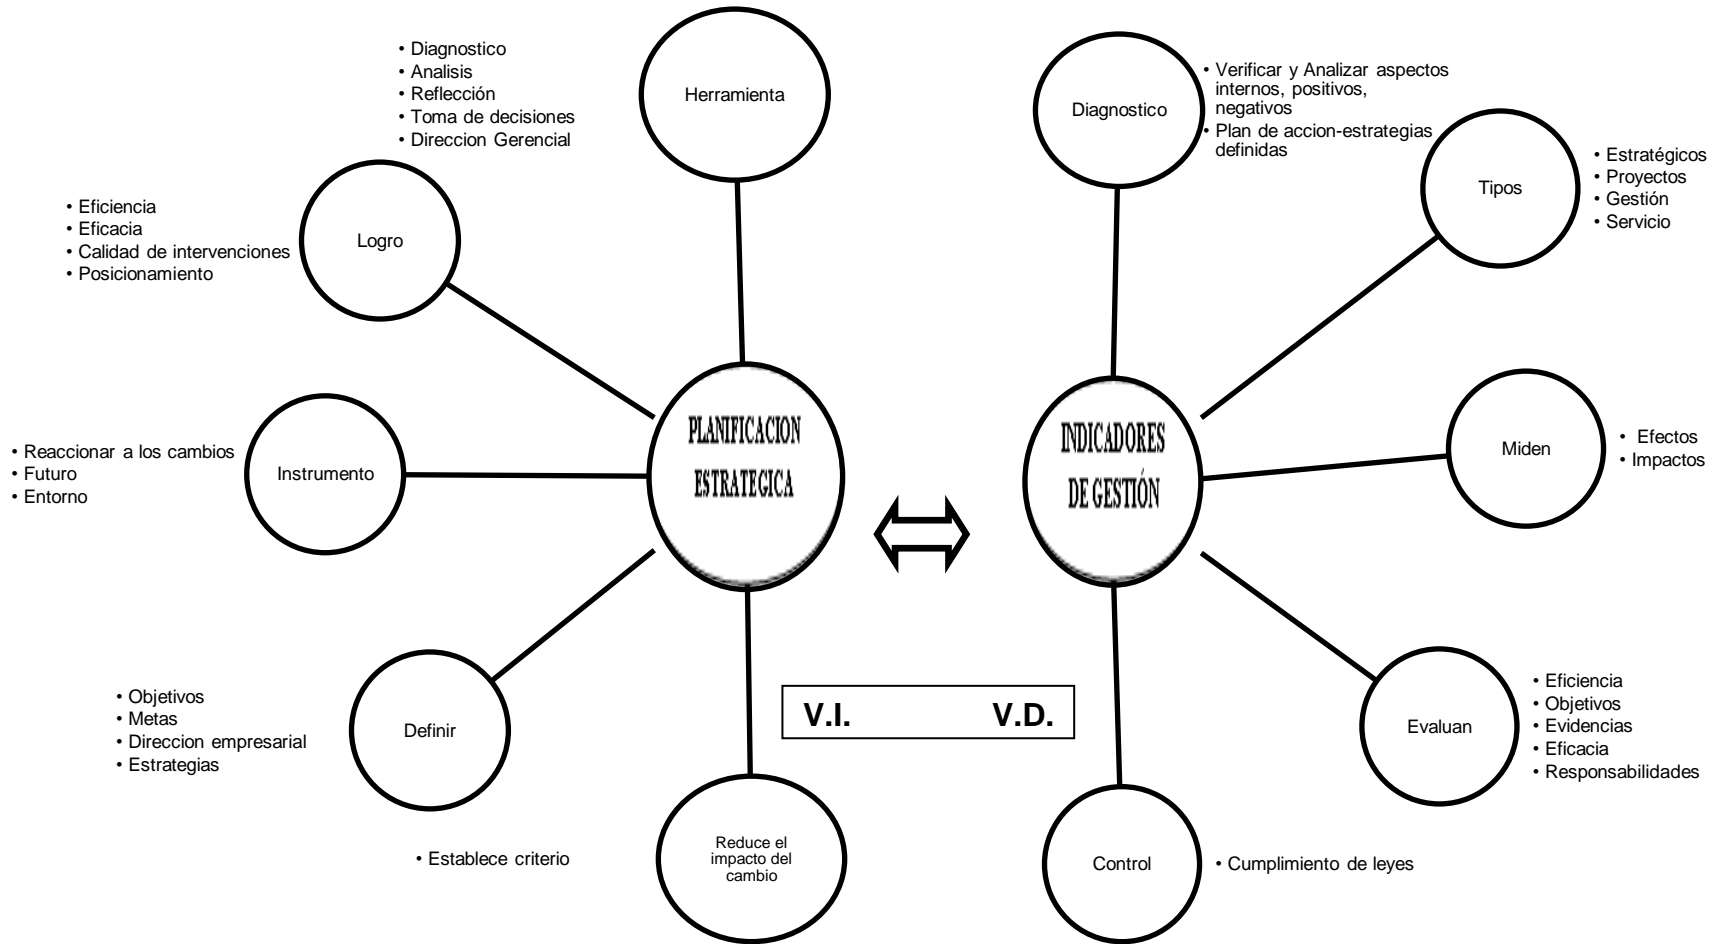 • Diagnostico
• Analisis
• Reflección
• Toma de decisiones
• Direccion Gerencial
Herramienta
• Eficiencia
• Eficacia
• Calidad de intervenciones
• Posicionamiento
Logro
• Reaccionar a los cambios
• Futuro
• Entorno
Instrumento
PLANIFICACION
ESTRATEGICA
• Objetivos
• Metas
• Direccion empresarial
• Estrategias
Definir
• Establece criterio
Reduce el
impacto del
cambio
V.I. V.D.
Diagnostico
• Verificar y Analizar aspectos
internos, positivos,
negativos
• Plan de accion-estrategias
definidas
Tipos
• Estratégicos
• Proyectos
• Gestión
• Servicio
INDICADORES
DE GESTIÓN
Miden
• Efectos
• Impactos
Evaluan
• Eficiencia
• Objetivos
• Evidencias
• Eficacia
• Responsabilidades
Control
• Cumplimiento de leyes